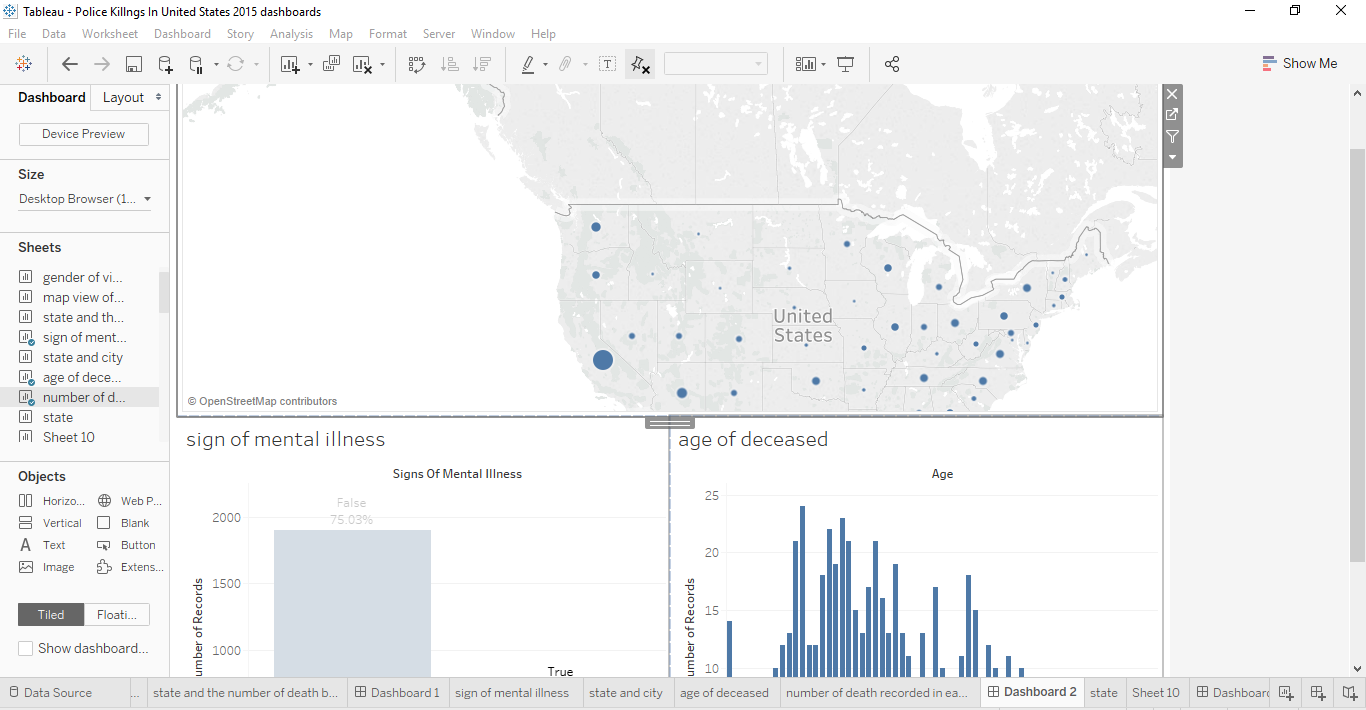 Tableau - Police Killngs In United States 2015 dashboards
File Data Worksheet Dashboard Story Analysis Map Format Server Window Help
Show Me
Dashboard Layout
Device Preview
Size
Desktop Browser (1...
Sheets
gender of vi...
map view of...
state and th...
sign of ment...
state and city
age of dece...
number of d...
state
Sheet 10
Objects
Horizo... Web P...
Vertical Blank
Text Button
Image Extens...
Tiled Floati...
Show dashboard...
United
States
© OpenStreetMap contributors
sign of mental illness
Signs Of Mental Illness
False
75.03%
2000
1500
1000
umber of Records
True
age of deceased
Age
25
20
15
10
umber of Records
Data Source ... state and the number of death b... Dashboard 1 sign of mental illness state and city age of deceased number of death recorded in ea... Dashboard 2 state Sheet 10 Dashboard